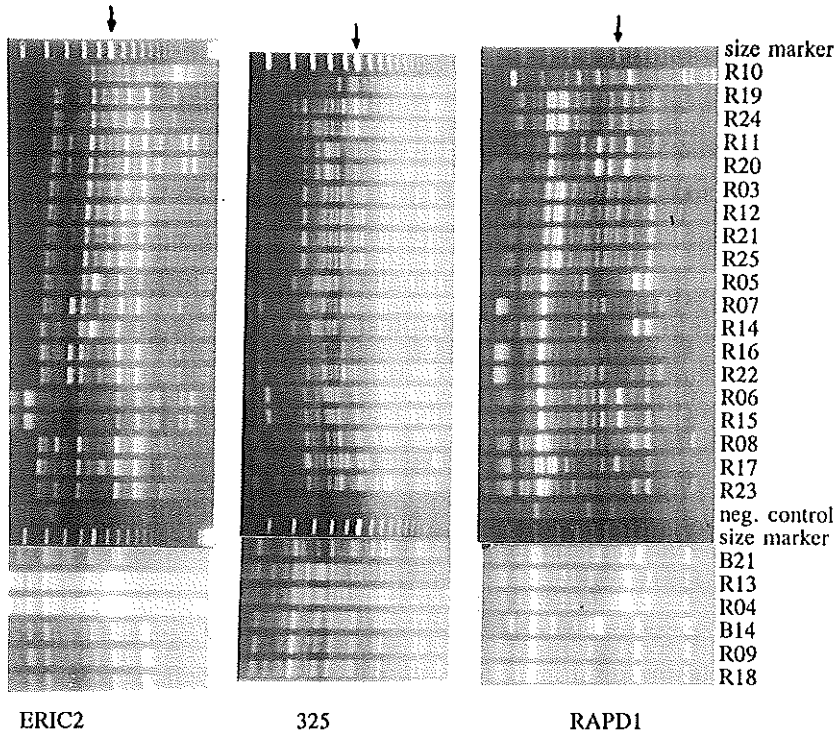 size marker
R10
R19
R24
R11
R20
R03
R12
R21
R25
R05
R07
R14
R16
R22
R06
R15
R08
R17
R23
neg. control
size marker
B21
R13
R04
B14
R09
R18
ERIC2 325 RAPD1